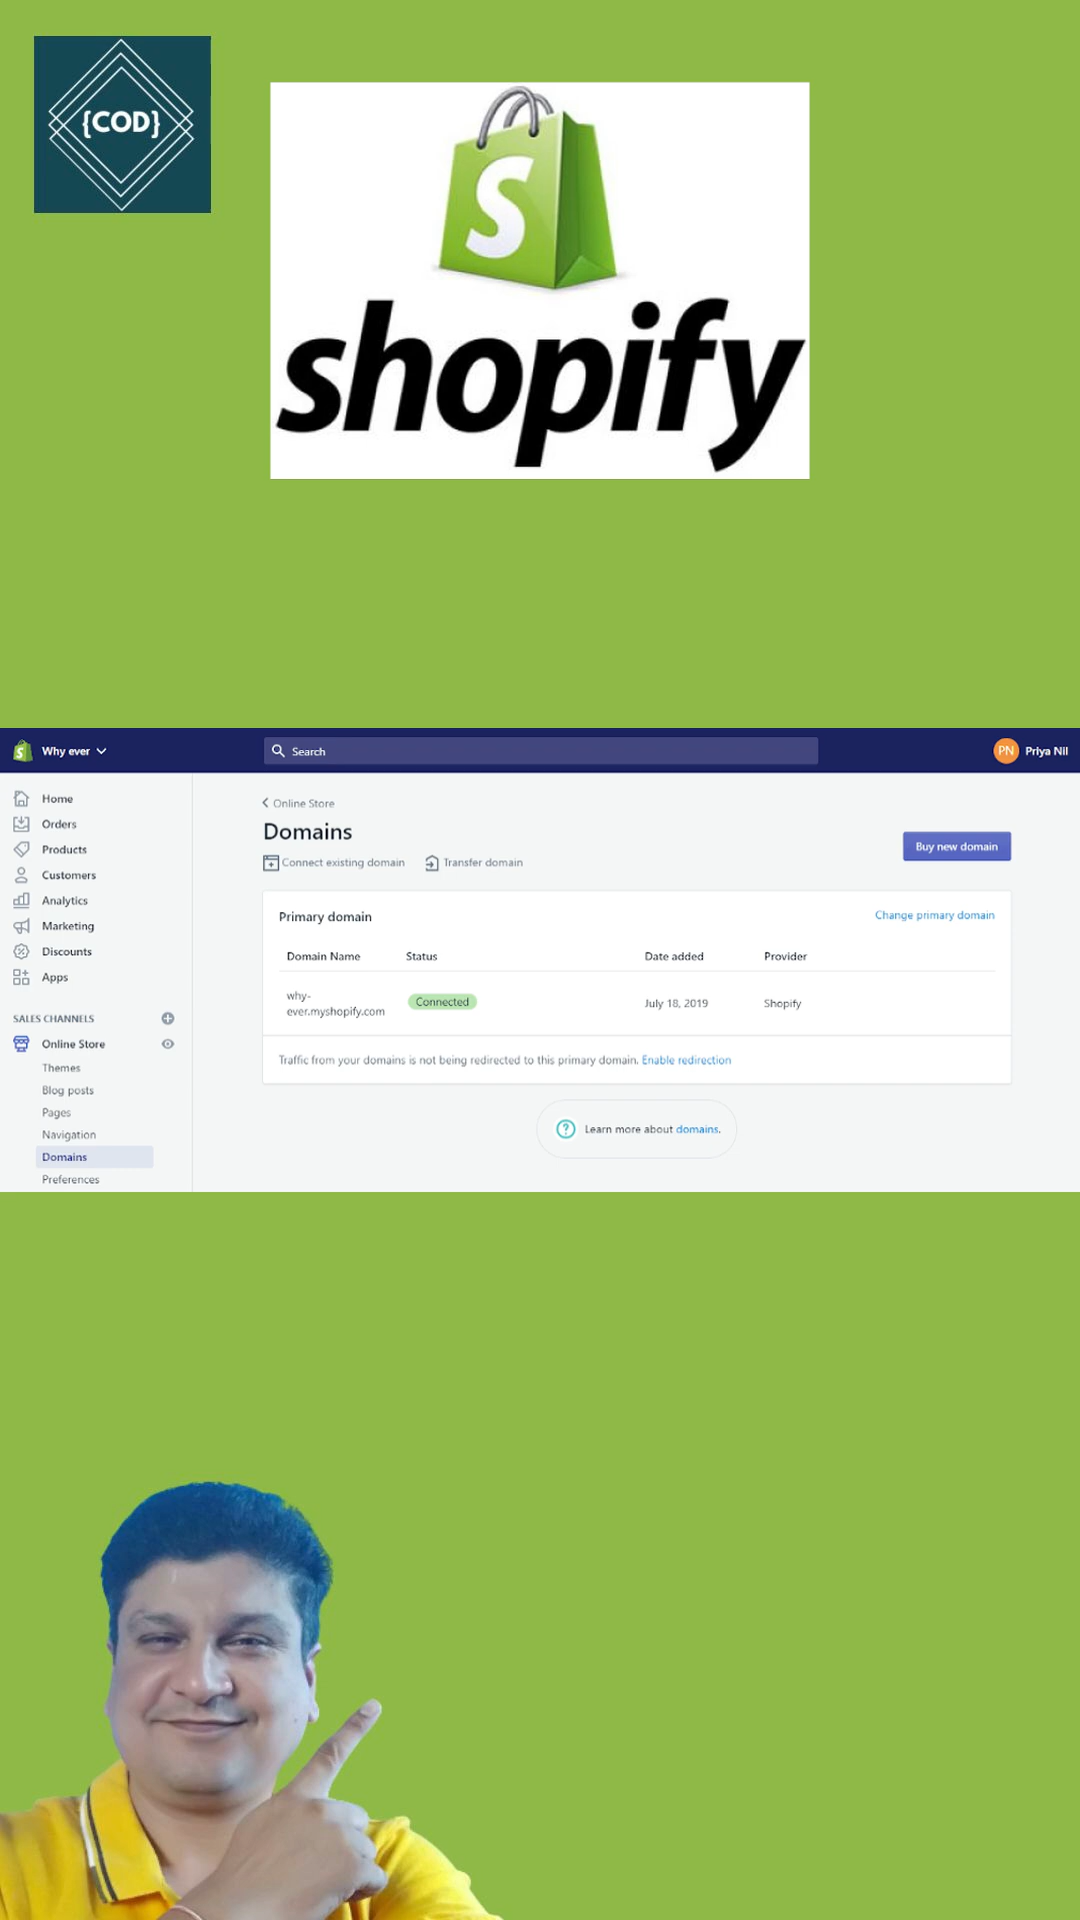 {COD}
S
shopify
Why ever
Search
PN Priya Nil
Home
Orders
Products
Customers
Analytics
Marketing
Discounts
Apps
SALES CHANNELS
Online Store
Themes
Blog posts
Pages
Navigation
Domains
Preferences
Online Store
Domains
Connect existing domain Transfer domain
Buy new domain
Primary domain Change primary domain
Domain Name Status Date added Provider
why-
ever.myshopify.com Connected July 18, 2019 Shopify
Traffic from your domains is not being redirected to this primary domain. Enable redirection
Learn more about domains.